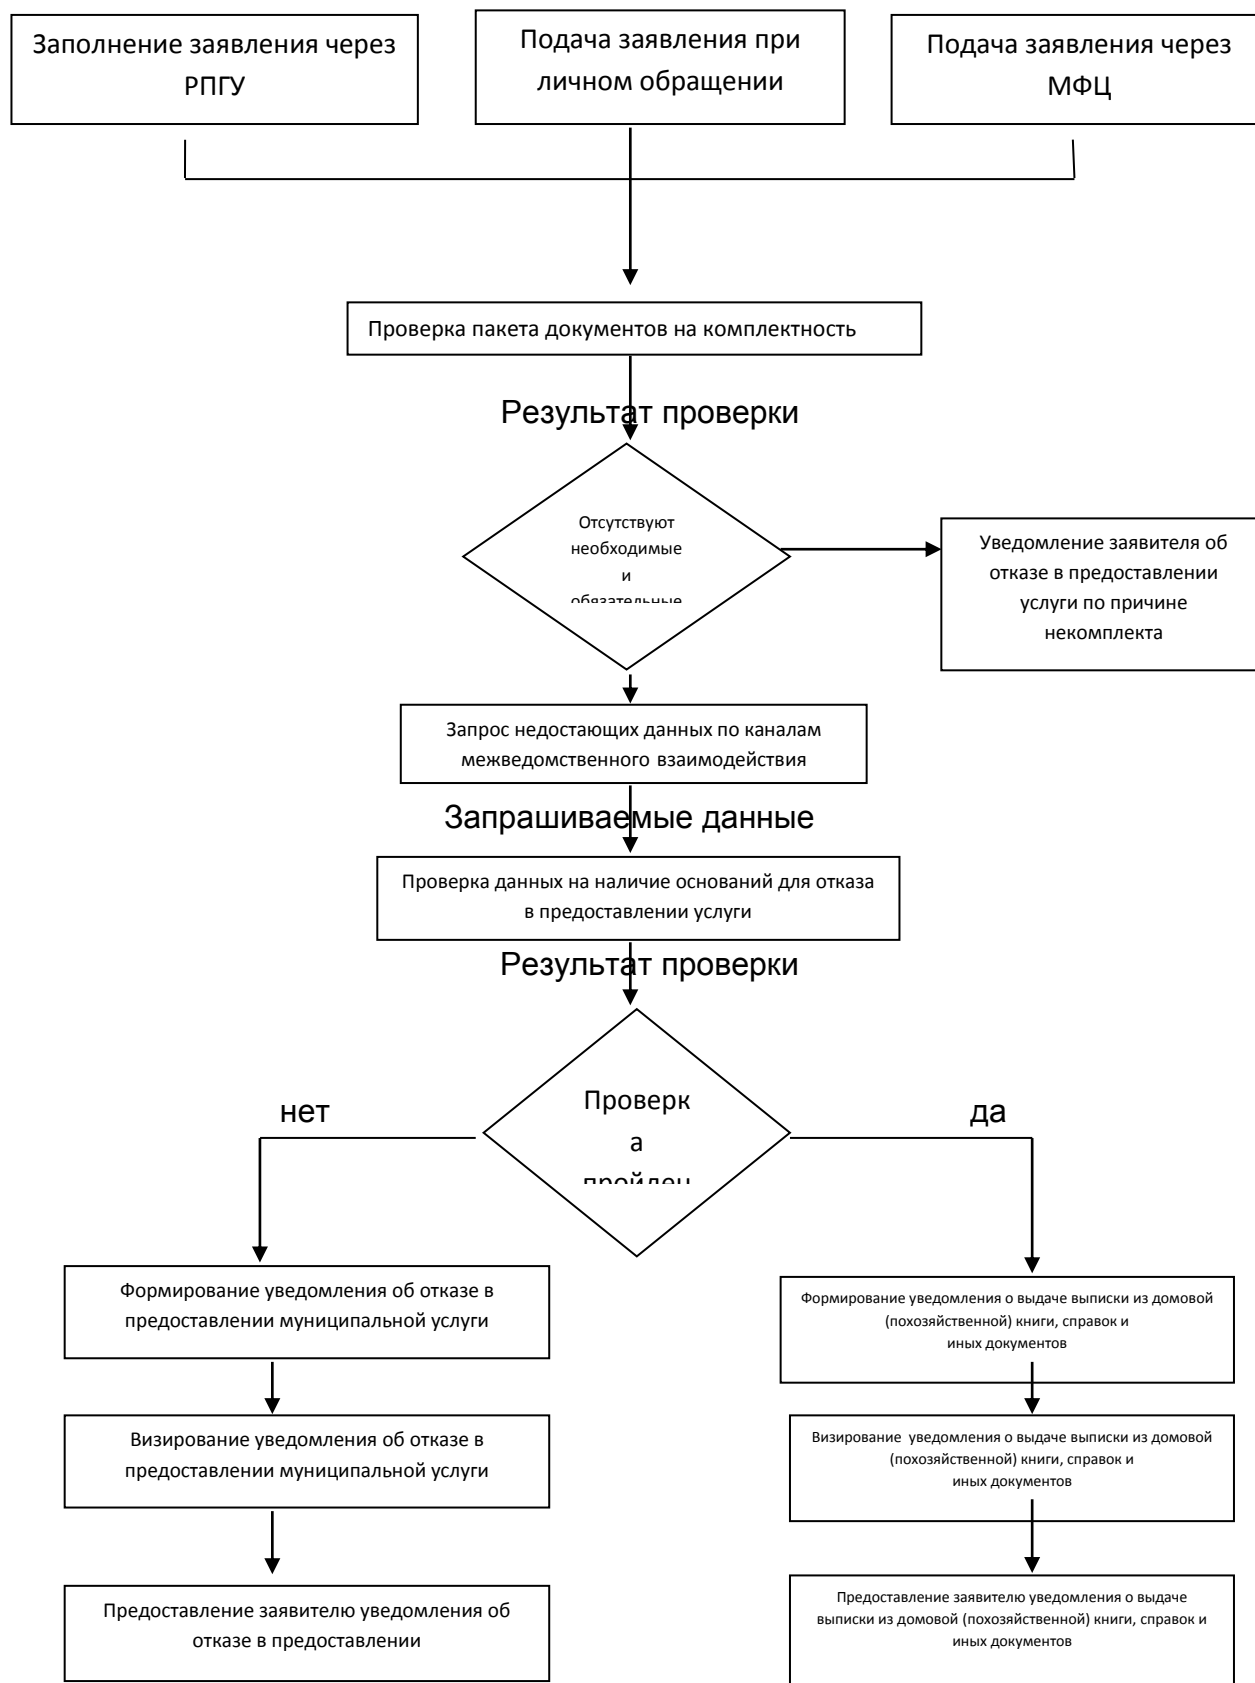 Заполнение заявления через
РПГУ
Подача заявления при
личном обращении
Подача заявления через
МФЦ
Проверка пакета документов на комплектность
Результат проверки
Отсутствуют
необходимые
и
обязательные
Уведомление заявителя об
отказе в предоставлении
услуги по причине
некомплекта
Запрос недостающих данных по каналам
межведомственного взаимодействия
Запрашиваемые данные
Проверка данных на наличие оснований для отказа
в предоставлении услуги
Результат проверки
нет
Проверк
а
пройден
да
Формирование уведомления об отказе в
предоставлении муниципальной услуги
Формирование уведомления о выдаче выписки из домовой
(похозяйственной) книги, справок и
иных документов
Визирование уведомления об отказе в
предоставлении муниципальной услуги
Визирование уведомления о выдаче выписки из домовой
(похозяйственной) книги, справок и
иных документов
Предоставление заявителю уведомления об
отказе в предоставлении
Предоставление заявителю уведомления о выдаче
выписки из домовой (похозяйственной) книги, справок и
иных документов